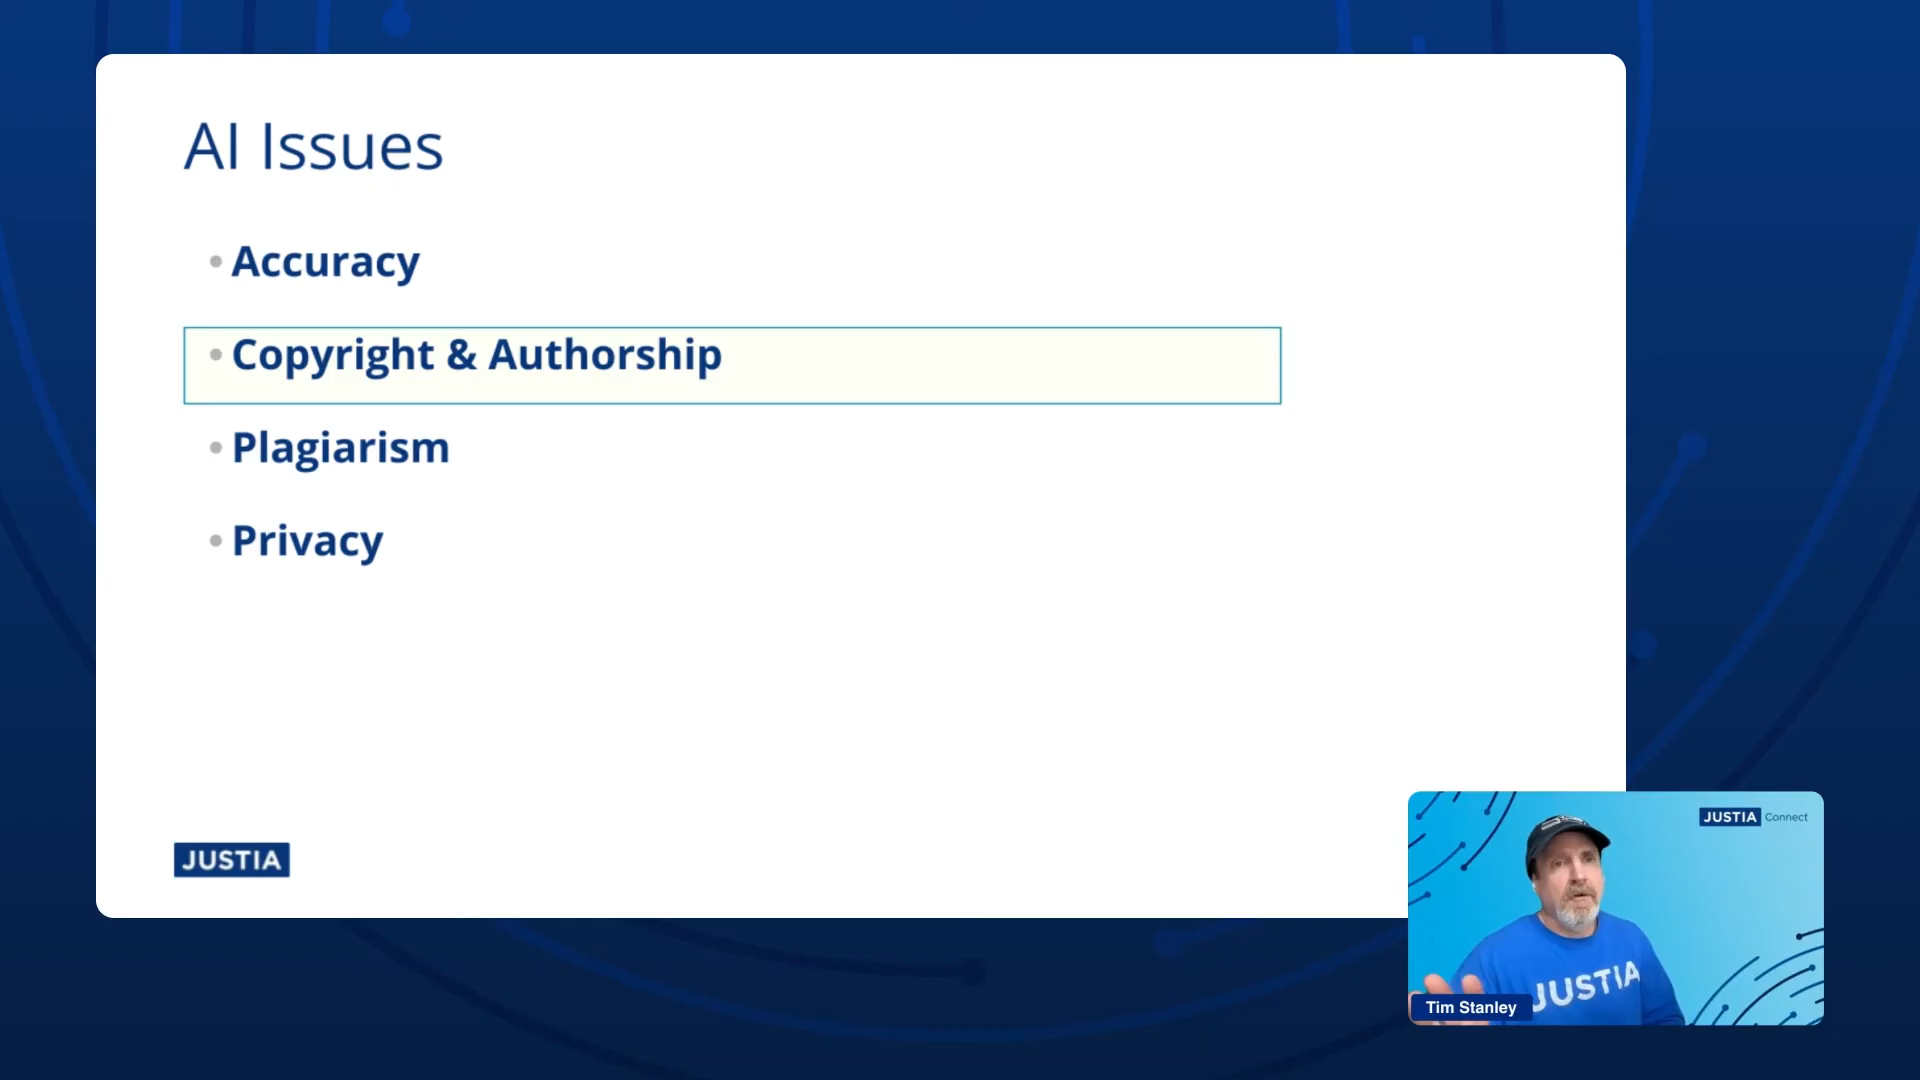 AI Issues
• Accuracy
• Copyright & Authorship
• Plagiarism
• Privacy
JUSTIA
JUSTIA Connect
JUSTIA
Tim Stanley